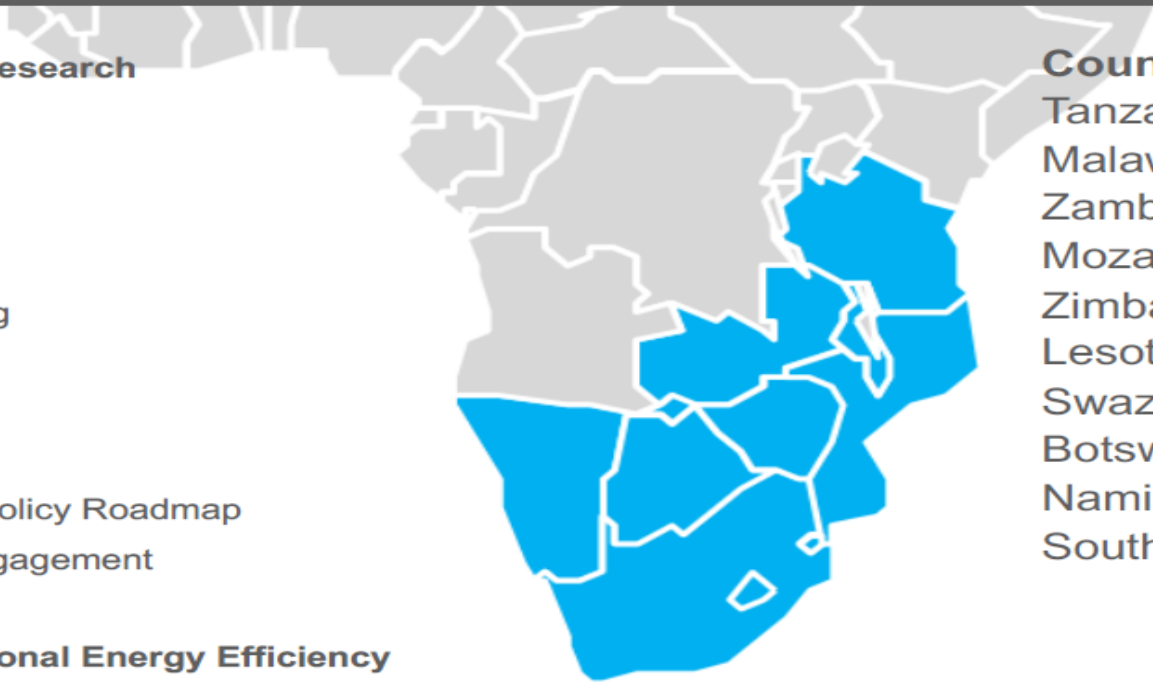 esearch
g
olicy Roadmap
gagement
onal Energy Efficiency
Coun
Tanza
Malaw
Zamb
Moza
Zimba
Lesot
Swaz
Botsw
Nami
South